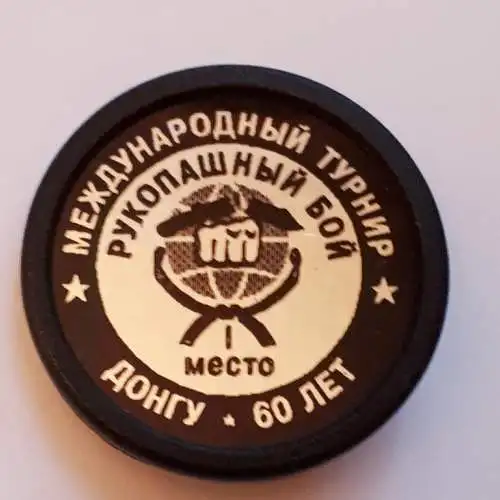 МЕЖДУНАРОДНЫЙ ТУРНИР
РУКОПАШНЫЙ БОЙ
I
место
ДОНГУ ★ 60 ЛЕТ